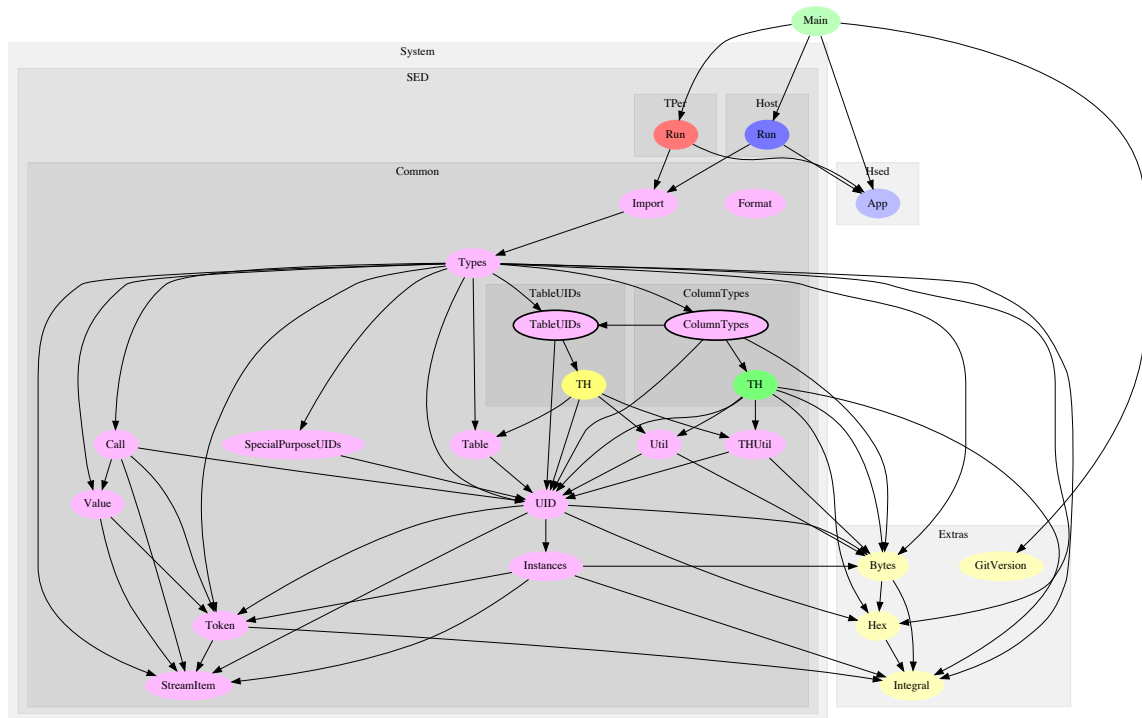 Main
System
SED
TPer
Host
Run
Run
Common
Hsed
Import
Format
App
Types
TableUIDs
ColumnTypes
TableUIDs
ColumnTypes
TH
TH
Call
SpecialPurposeUIDs
Table
Util
THUtil
Value
UID
Extras
Instances
Bytes
GitVersion
Token
Hex
StreamItem
Integral